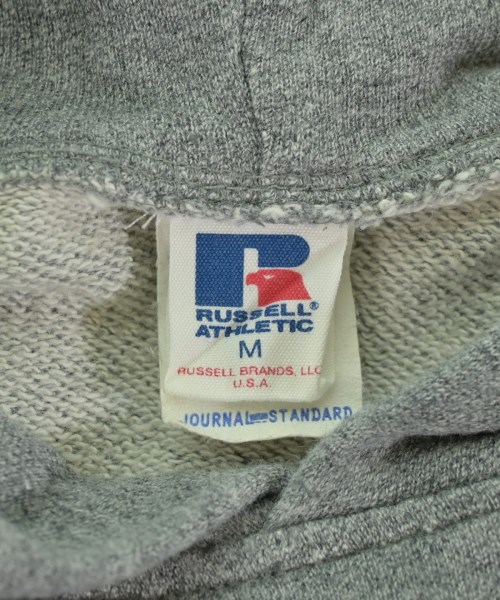 RUSSELL®
ATHLETIC
M
RUSSELL BRANDS, LLC
U.S.A.
JOURNAL STANDARD